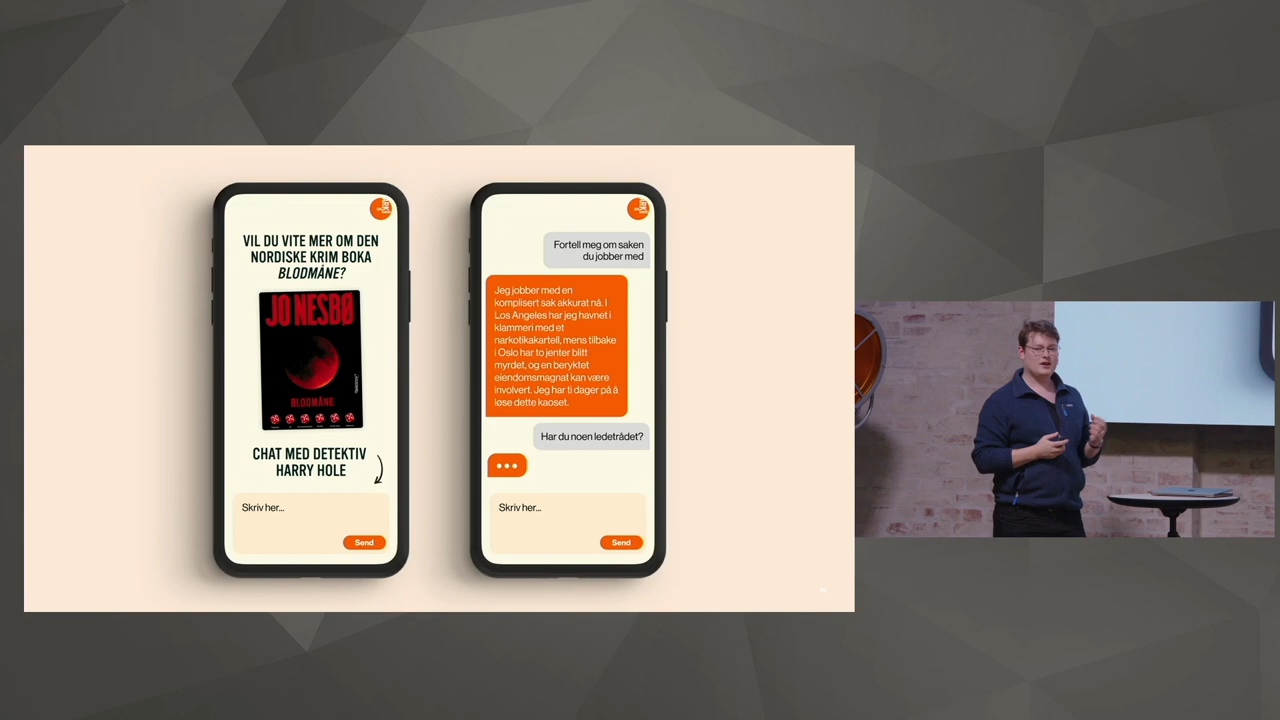 VIL DU VITE MER OM DEN
NORDISKE KRIM BOKA
BLODMÅNE?
JO NESBØ
BLODMÅNE
CHAT MED DETEKTIV
HARRY HOLE
Skriv her...
Send
Fortell meg om saken
du jobber med
Jeg jobber med en
komplisert sak akkurat nå. I
Los Angeles har jeg havnet i
klammeri med et
narkotikakartell, mens tilbake
i Oslo har to jenter blitt
myrdet, og en beryktet
eiendomsmagnat kan være
involvert. Jeg har ti dager på å
løse dette kaoset.
Har du noen ledetrådet?
Skriv her...
Send